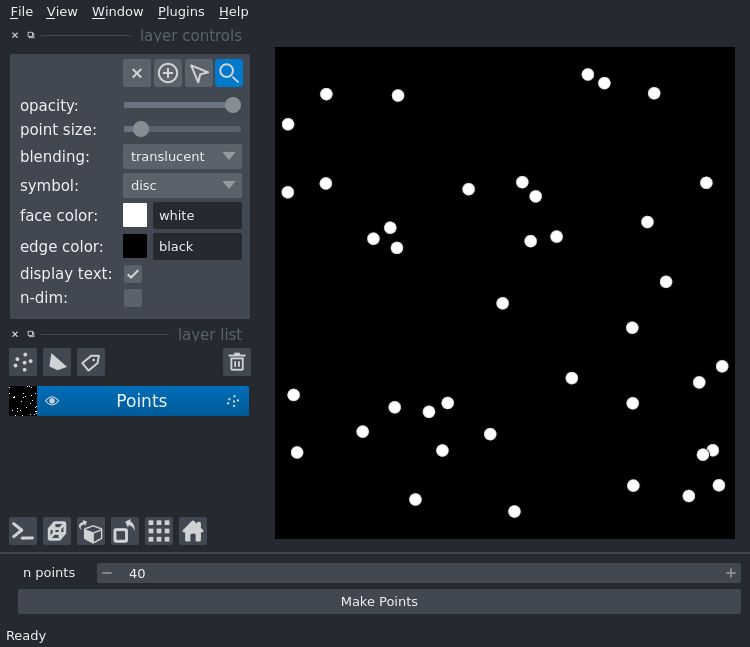 File View Window Plugins Help
layer controls
opacity:
point size:
blending: translucent
symbol: disc
face color: white
edge color: black
display text:
n-dim:
layer list
Points
n points 40
Make Points
Ready